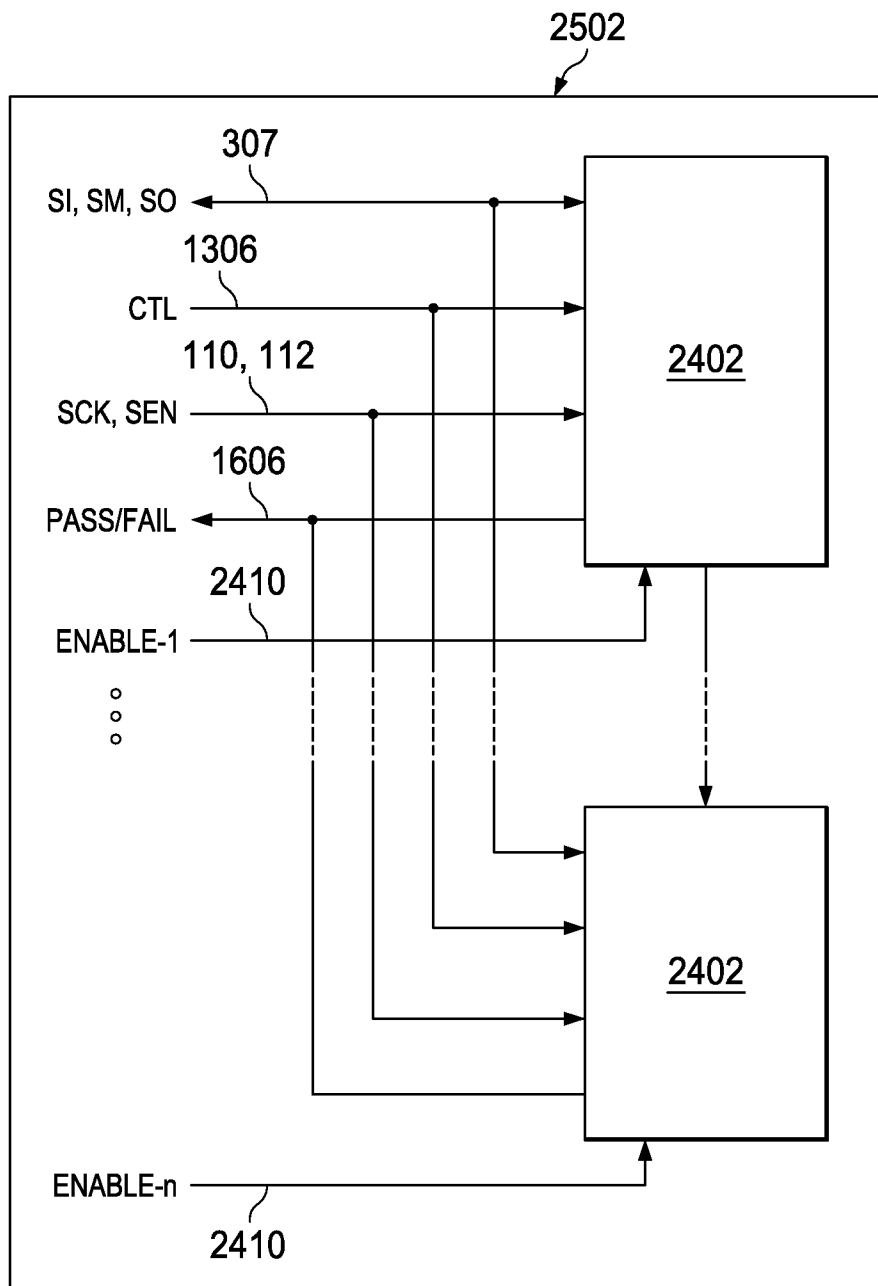 2502
307
SI, SM, SO
1306
CTL
2402
110, 112
SCK, SEN
1606
PASS/FAIL
2410
ENABLE-1
2402
ENABLE-n
2410